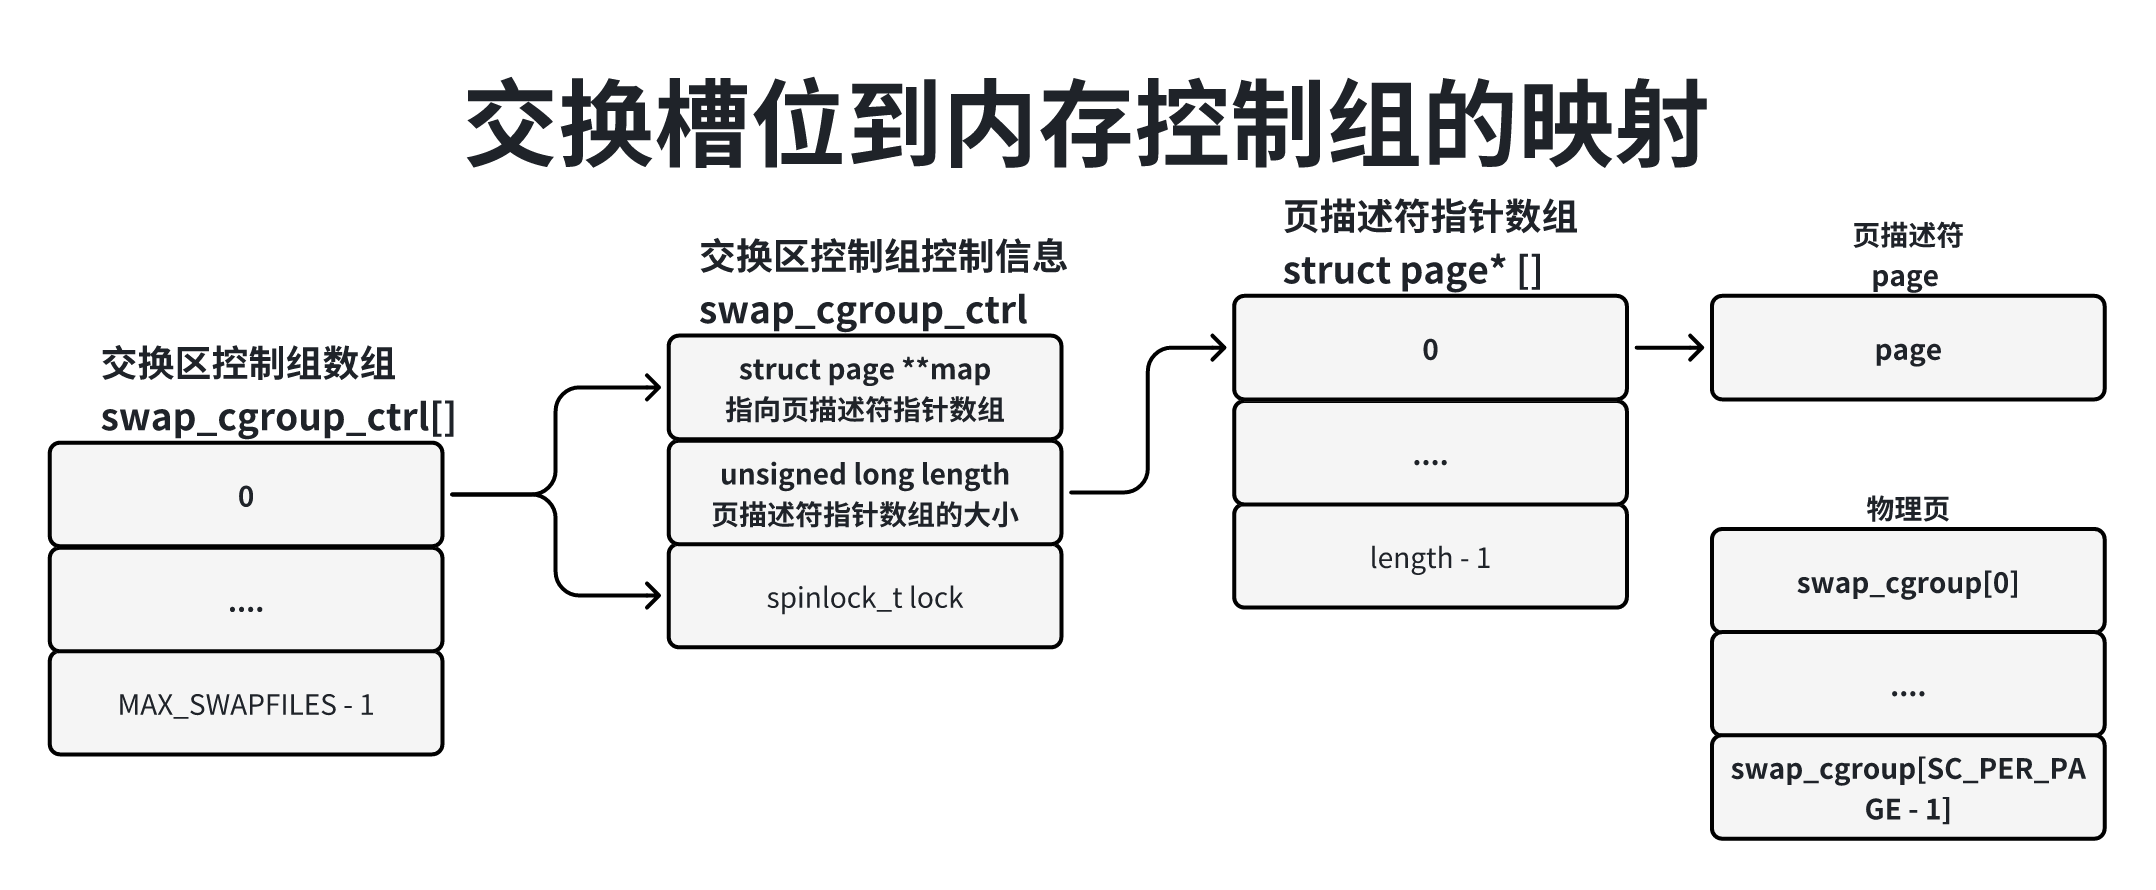 交换槽位到内存控制组的映射
交换区控制组数组
swap_cgroup_ctrl[]
0
....
MAX_SWAPFILES - 1
交换区控制组控制信息
swap_cgroup_ctrl
struct page **map
指向页描述符指针数组
unsigned long length
页描述符指针数组的大小
spinlock_t lock
页描述符指针数组
struct page* []
0
....
length - 1
页描述符
page
page
物理页
swap_cgroup[0]
....
swap_cgroup[SC_PER_PA
GE - 1]